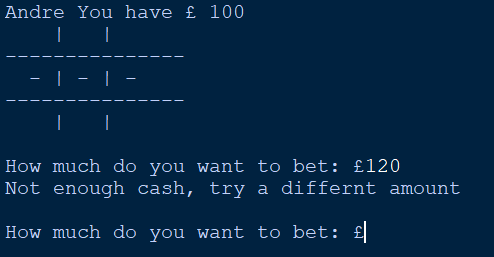 Andre You have £ 100
    |   |
---------------
  - | - | -
---------------
    |   |
How much do you want to bet: £120
Not enough cash, try a differnt amount
How much do you want to bet: £